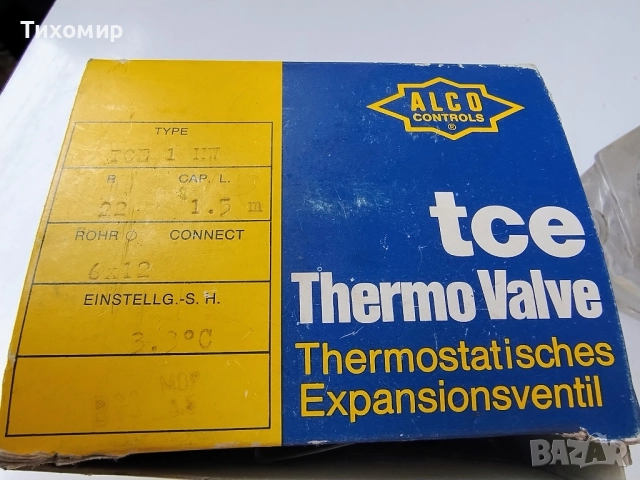 Тихомир
ALCO
CONTROLS
®
TYPE
TCE 1 HW
R CAP. L.
22 1.5 m
ROHR ∅ CONNECT
6x12
EINSTELLG.-S. H.
3.3°C
MOP
tce
Thermo Valve
Thermostatisches
Expansionsventil
BAZAR